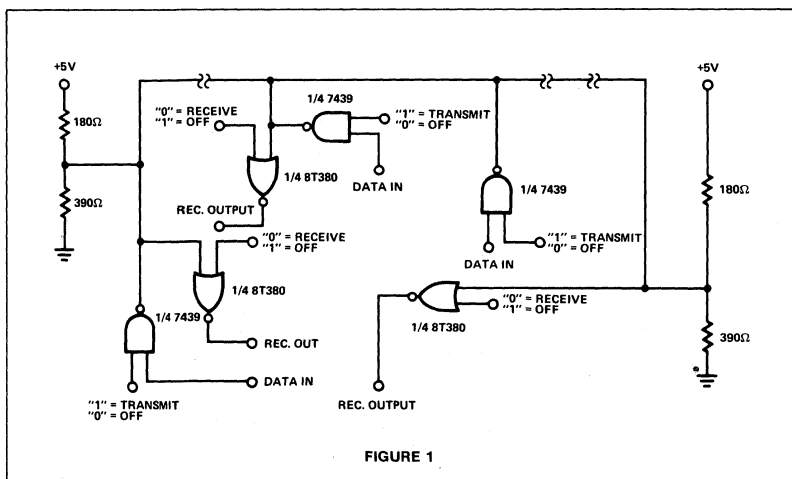 +5V
180Ω
390Ω
"0" = RECEIVE
"1" = OFF
1/4 7439
"1" = TRANSMIT
"0" = OFF
DATA IN
1/4 8T380
REC. OUTPUT
"0" = RECEIVE
"1" = OFF
1/4 8T380
1/4 7439
REC. OUT
DATA IN
"1" = TRANSMIT
"0" = OFF
1/4 7439
"1" = TRANSMIT
"0" = OFF
DATA IN
"0" = RECEIVE
"1" = OFF
1/4 8T380
REC. OUTPUT
+5V
180Ω
390Ω
FIGURE 1